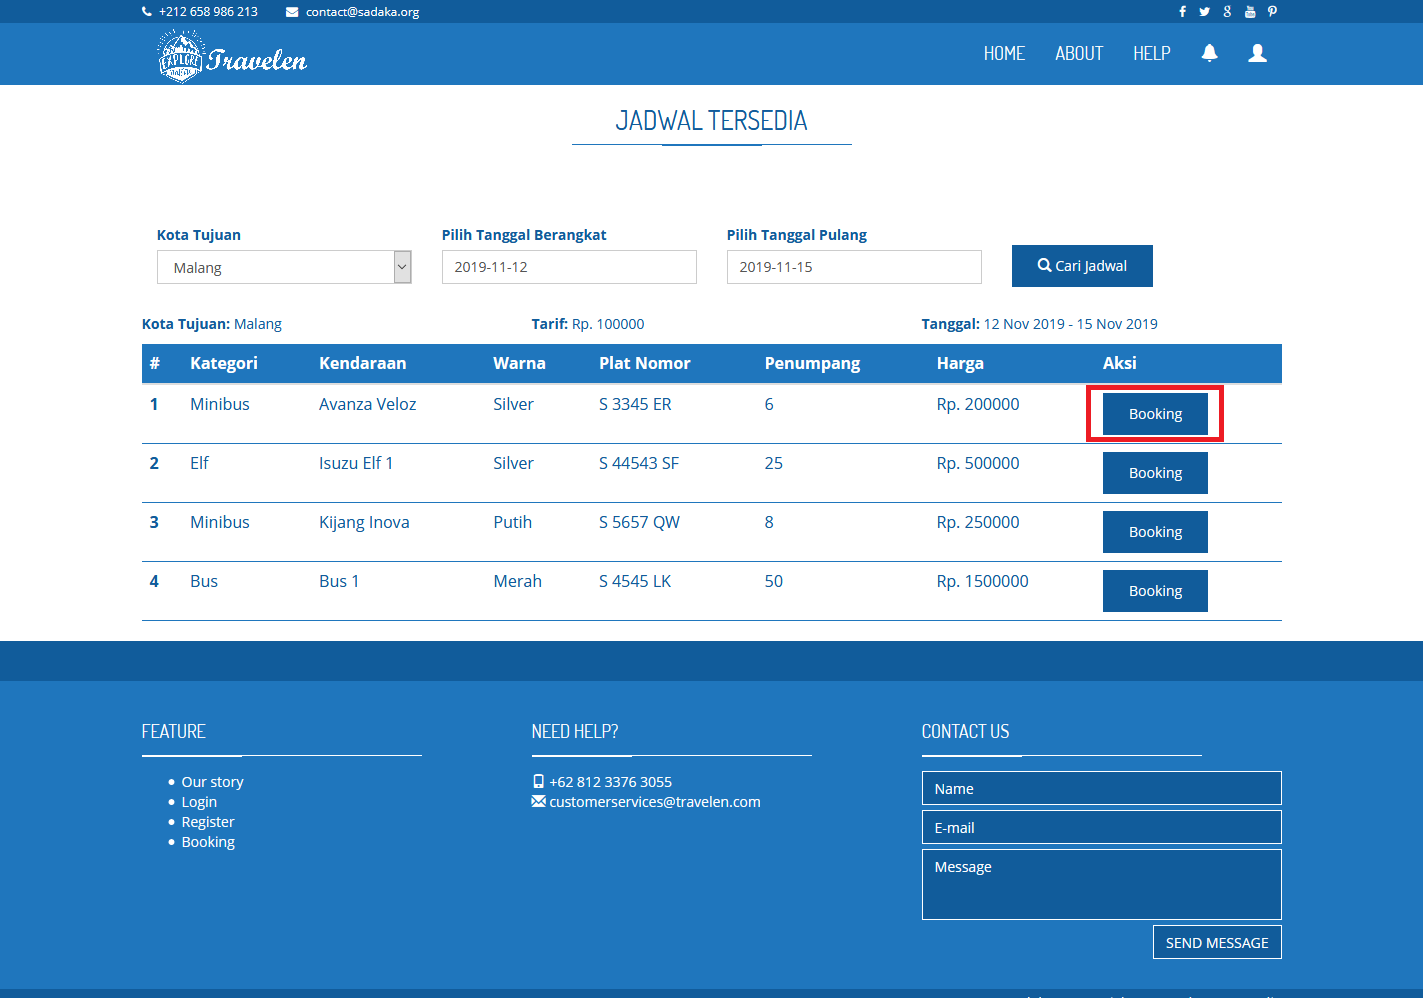 +212 658 986 213 contact@sadaka.org
EXPLORE Travelen HOME ABOUT HELP
JADWAL TERSEDIA
Kota Tujuan Pilih Tanggal Berangkat Pilih Tanggal Pulang
Malang 2019-11-12 2019-11-15 Cari Jadwal
Kota Tujuan: Malang Tarif: Rp. 100000 Tanggal: 12 Nov 2019 - 15 Nov 2019
# Kategori Kendaraan Warna Plat Nomor Penumpang Harga Aksi
1 Minibus Avanza Veloz Silver S 3345 ER 6 Rp. 200000 Booking
2 Elf Isuzu Elf 1 Silver S 44543 SF 25 Rp. 500000 Booking
3 Minibus Kijang Inova Putih S 5657 QW 8 Rp. 250000 Booking
4 Bus Bus 1 Merah S 4545 LK 50 Rp. 1500000 Booking
FEATURE
Our story
Login
Register
Booking
NEED HELP?
+62 812 3376 3055
customerservices@travelen.com
CONTACT US
Name
E-mail
Message
SEND MESSAGE